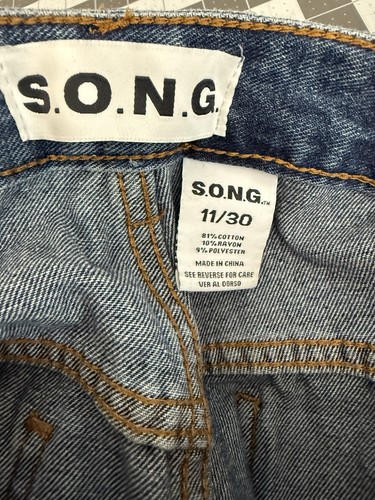 S.O.N.G.
S.O.N.G.™
11/30
81% COTTON
10% RAYON
9% POLYESTER
MADE IN CHINA
SEE REVERSE FOR CARE
VER AL DORSO